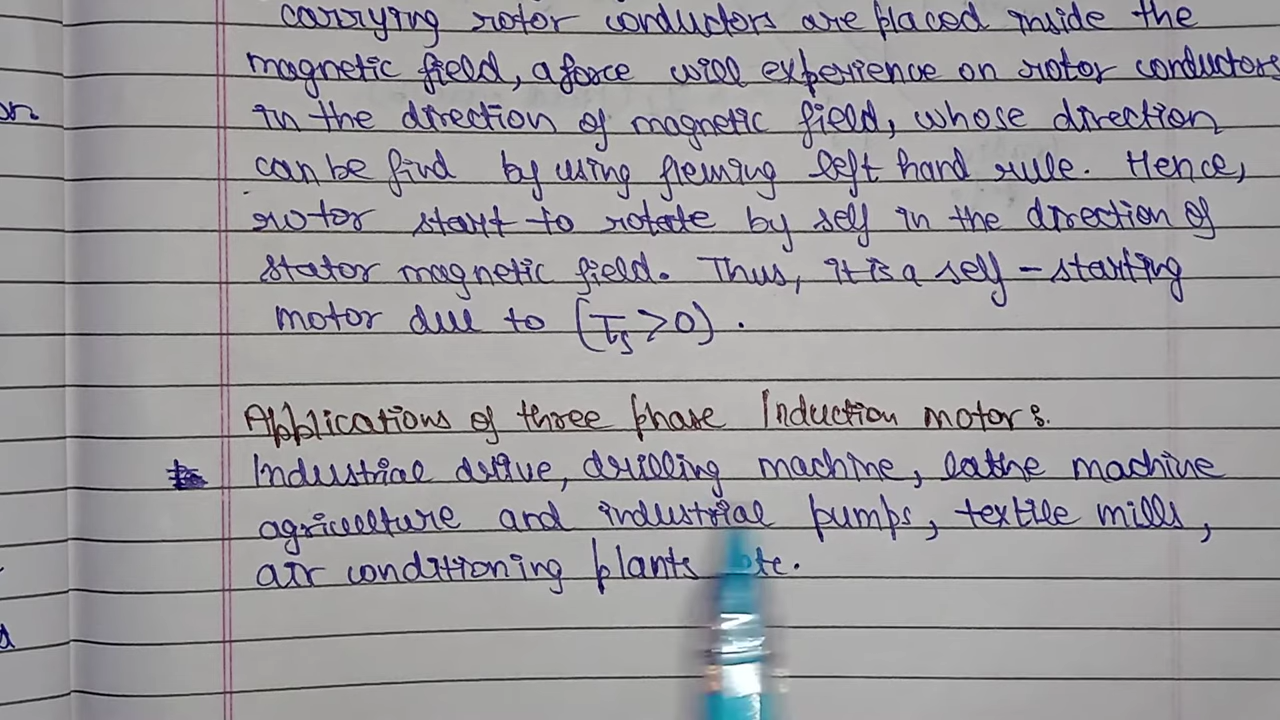 carrying rotor conductors are placed inside the
magnetic field, a force will experience on rotor conductors
in the direction of magnetic field, whose direction
can be find by using fleming left hand rule. Hence,
rotor start to rotate by self in the direction of
stator magnetic field. Thus, it is a self-starting
motor due to (Ts>0).
Applications of three phase Induction motors.
Industrial drive, drilling machine, lathe machine
agriculture and industrial pumps, textile mills,
air conditioning plants etc.